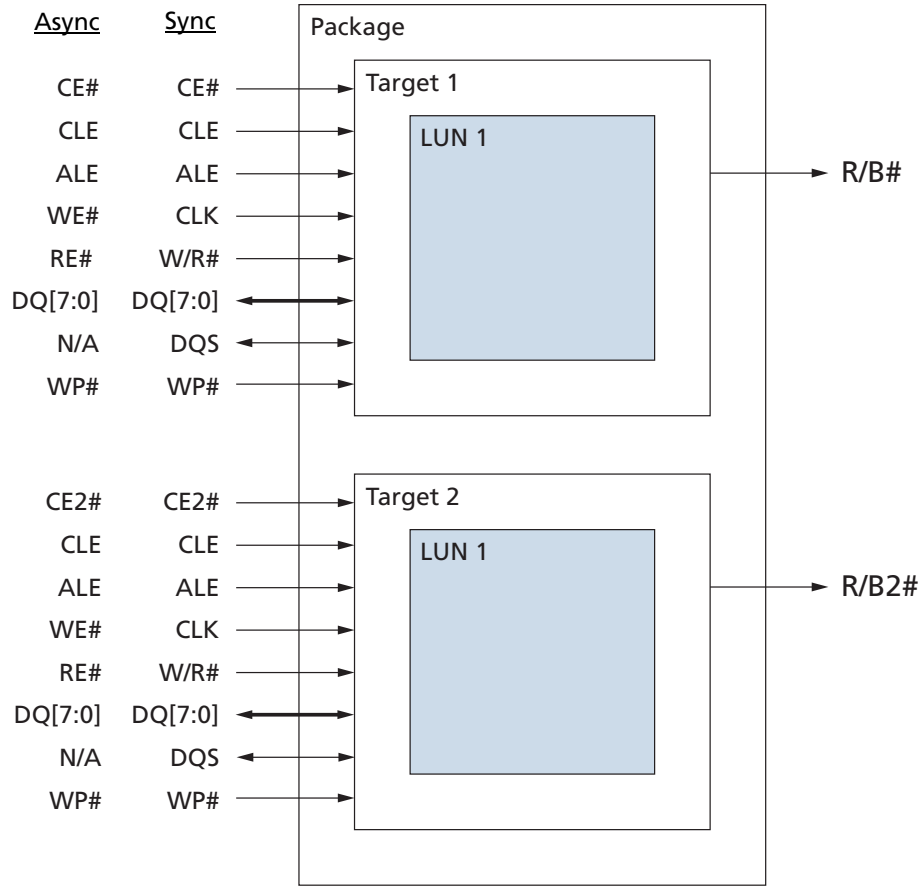 Async Sync
Package
CE# CE#
Target 1
CLE CLE
LUN 1
ALE ALE
R/B#
WE# CLK
RE# W/R#
DQ[7:0] DQ[7:0]
N/A DQS
WP# WP#
CE2# CE2#
Target 2
CLE CLE
LUN 1
ALE ALE
R/B2#
WE# CLK
RE# W/R#
DQ[7:0] DQ[7:0]
N/A DQS
WP# WP#